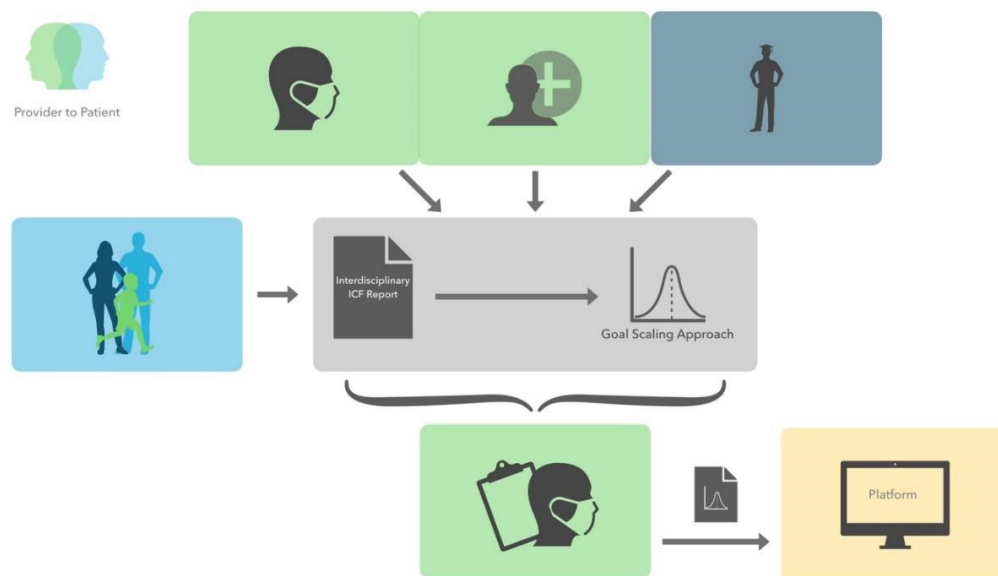 Provider to Patient
Interdisciplinary
ICF Report
Goal Scaling Approach
Platform